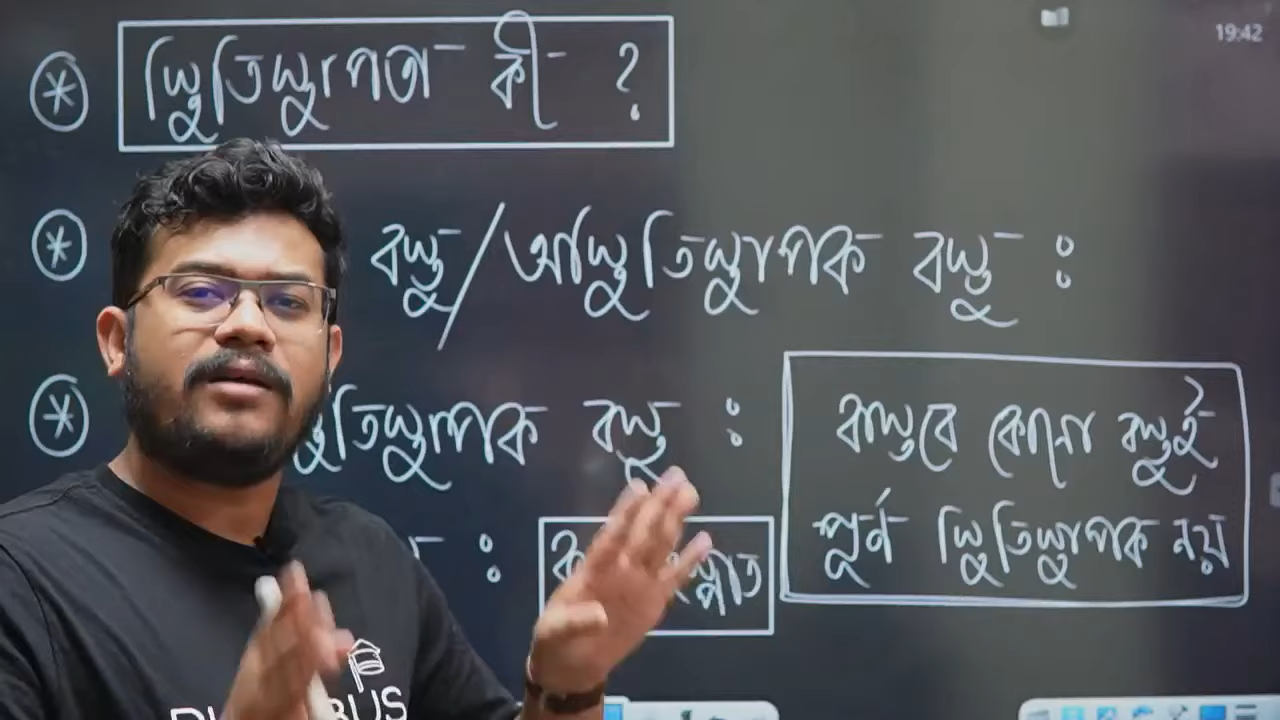 19:42
স্থিতিস্থাপকতা কী ?
বস্তু/অস্থিতিস্থাপক বস্তু :
স্থিতিস্থাপক বস্তু :
বাস্তবে কোনো বস্তুই
পূর্ন স্থিতিস্থাপক নয়